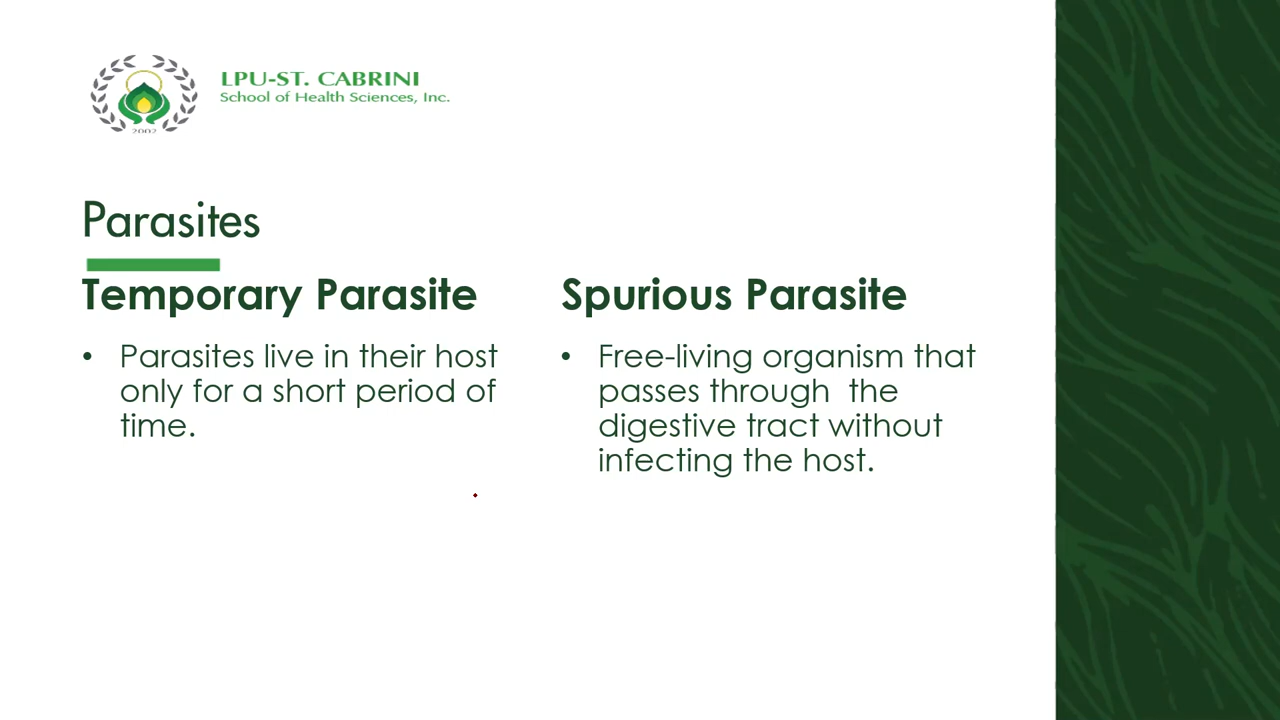 LPU-ST. CABRINI
School of Health Sciences, Inc.
2002
Parasites
Temporary Parasite
• Parasites live in their host
only for a short period of
time.
Spurious Parasite
• Free-living organism that
passes through  the
digestive tract without
infecting the host.